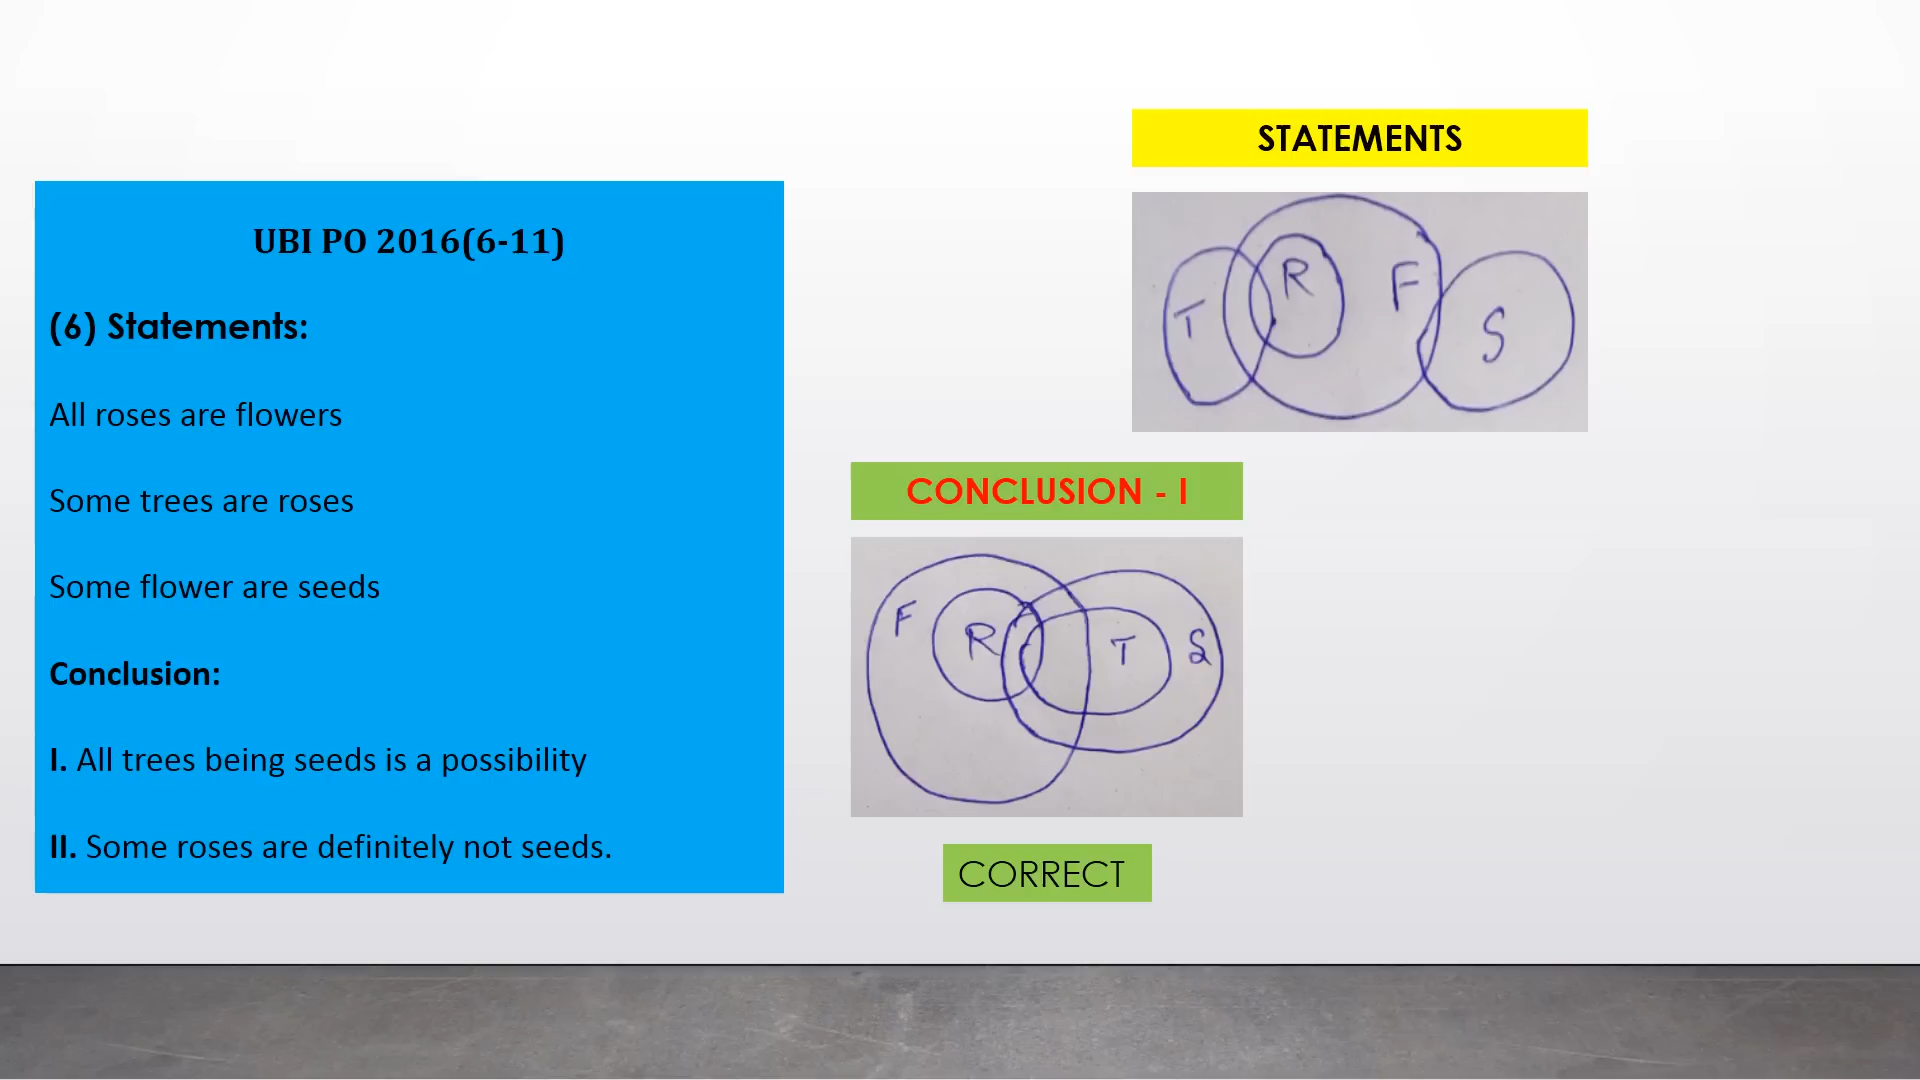 UBI PO 2016(6-11)
(6) Statements:
All roses are flowers
Some trees are roses
Some flower are seeds
Conclusion:
I. All trees being seeds is a possibility
II. Some roses are definitely not seeds.
STATEMENTS
T
R
F
S
CONCLUSION - I
F
R
T
S
CORRECT